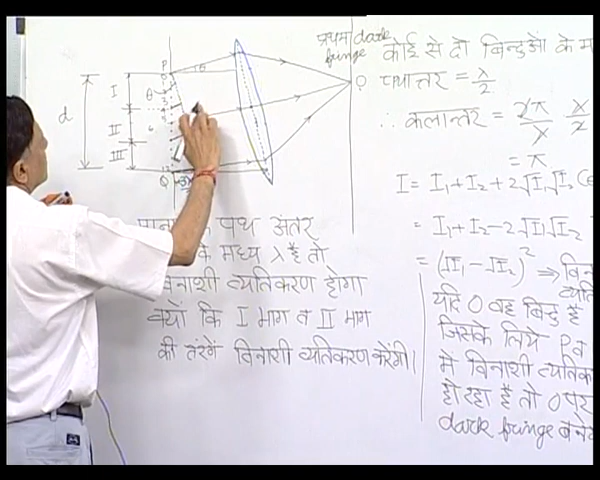 P
θ
θ
d
I
II
III
Q
प्रथम dark
fringe
O
कोई से दो बिन्दुओं के
पथान्तर = λ/2
∴ कलान्तर = 2π/λ × λ/2
= π
I = I₁ + I₂ + 2√I₁√I₂
= I₁ + I₂ - 2√I₁√I₂
= (√I₁ - √I₂)² ⇒
यदि O वह बिन्दु है
जिसके लिये P व
में विनाशी
हो रहा है तो O पर
dark fringe
पथ अंतर
के मध्य λ है तो
विनाशी व्यतिकरण होगा
क्यों कि I भाग व II भाग
की तरंगें विनाशी व्यतिकरण करेंगी।